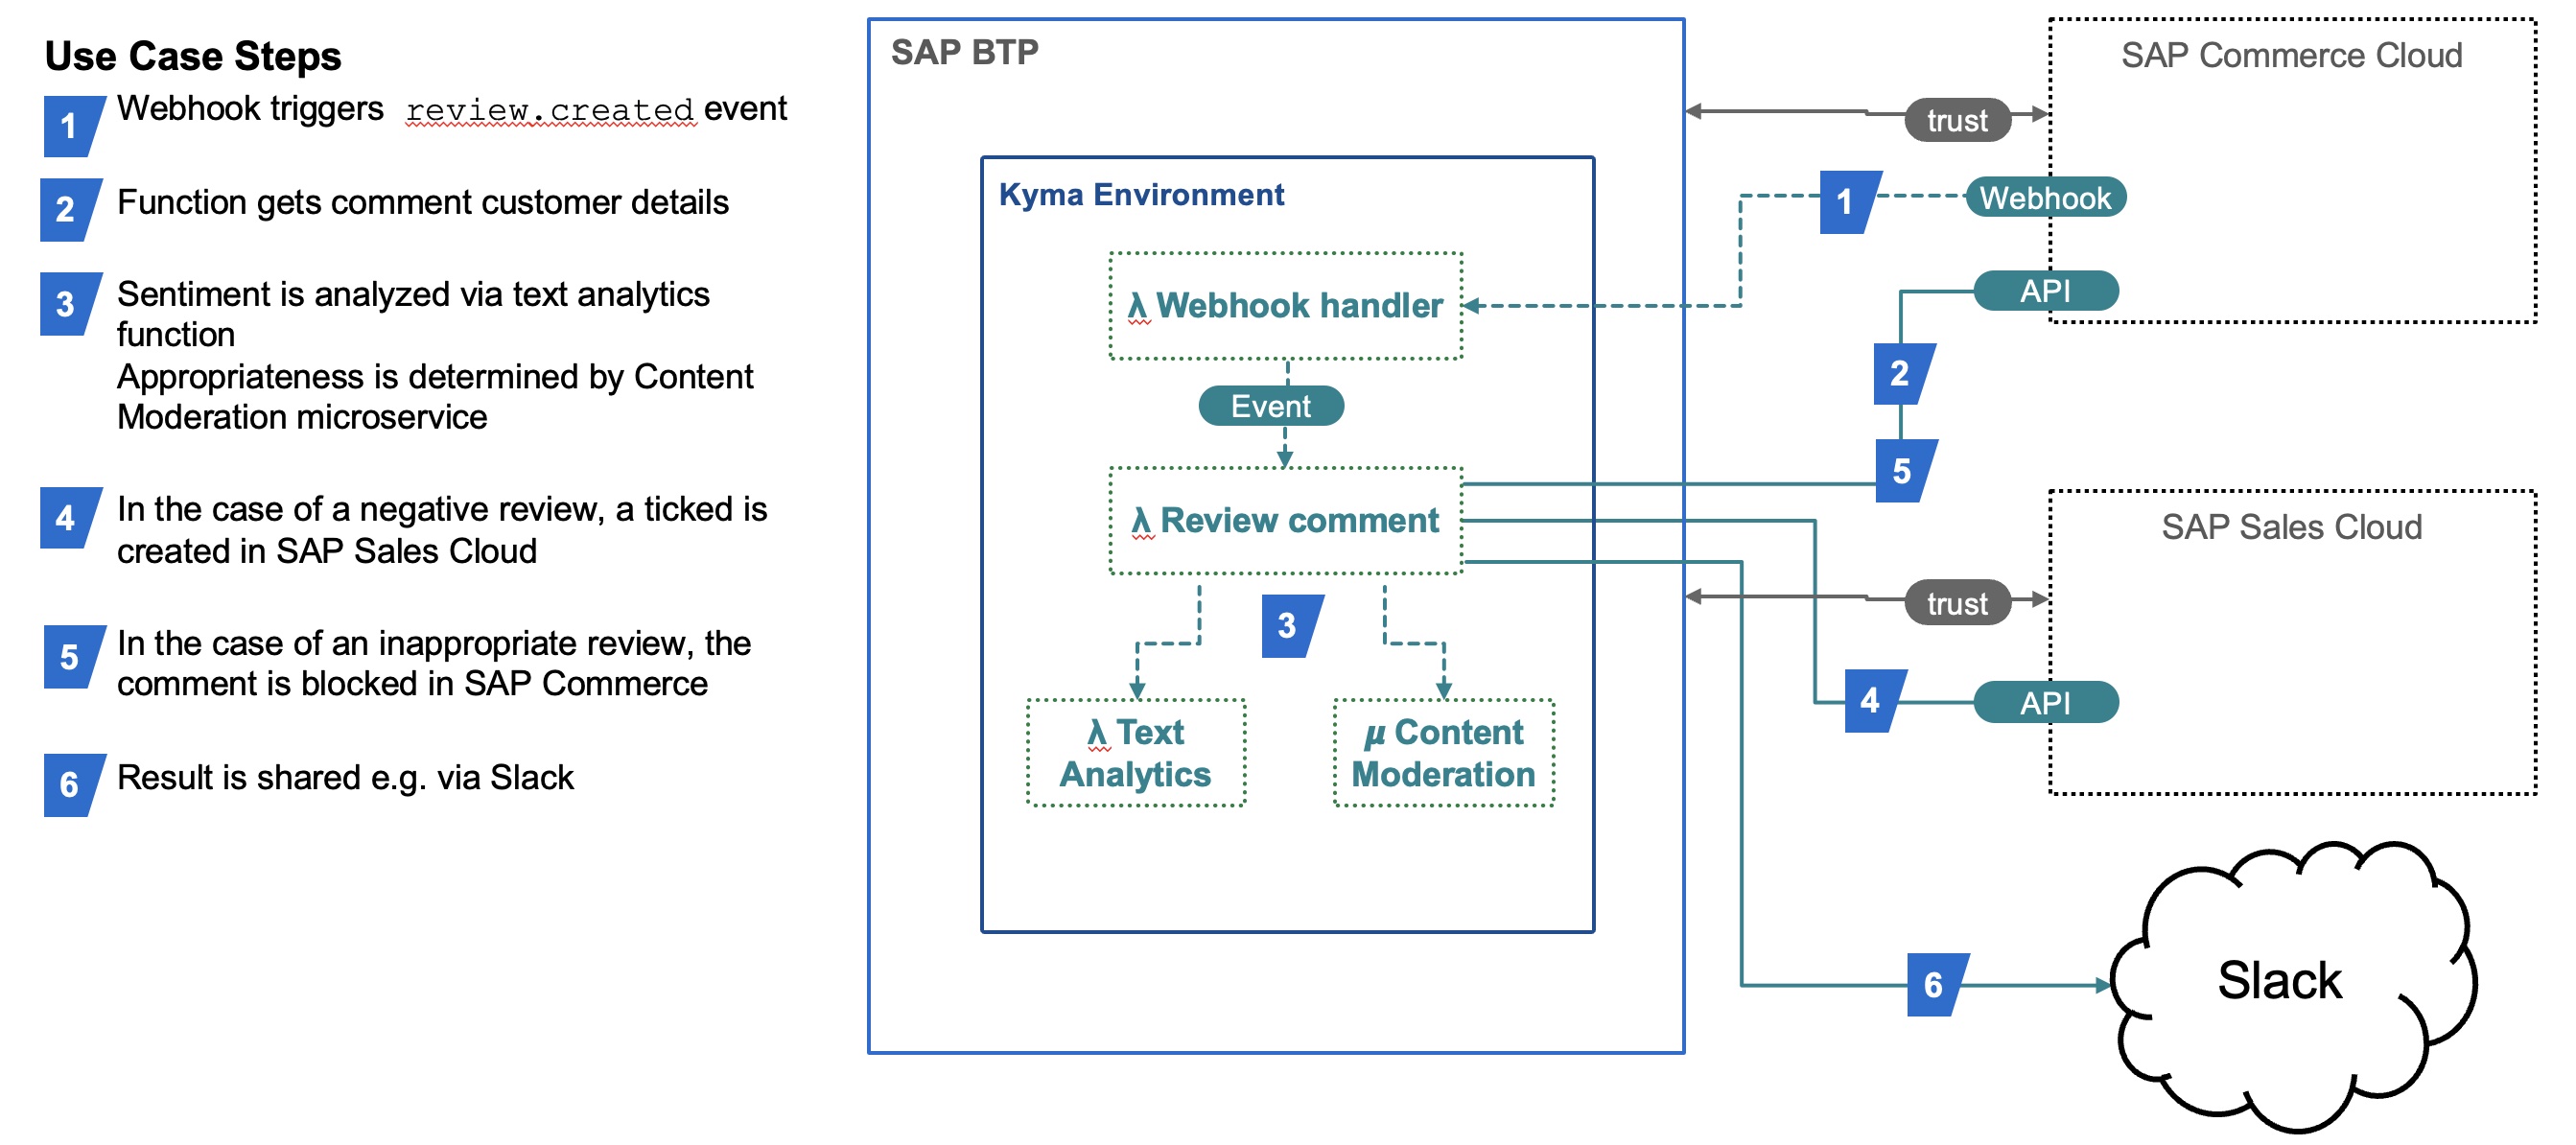 Use Case Steps
1 Webhook triggers review.created event
2 Function gets comment customer details
3 Sentiment is analyzed via text analytics
function
Appropriateness is determined by Content
Moderation microservice
4 In the case of a negative review, a ticked is
created in SAP Sales Cloud
5 In the case of an inappropriate review, the
comment is blocked in SAP Commerce
6 Result is shared e.g. via Slack
SAP BTP
Kyma Environment
λ Webhook handler
Event
λ Review comment
3
λ Text
Analytics
μ Content
Moderation
SAP Commerce Cloud
trust
1
Webhook
API
2
5
SAP Sales Cloud
trust
4
API
6
Slack